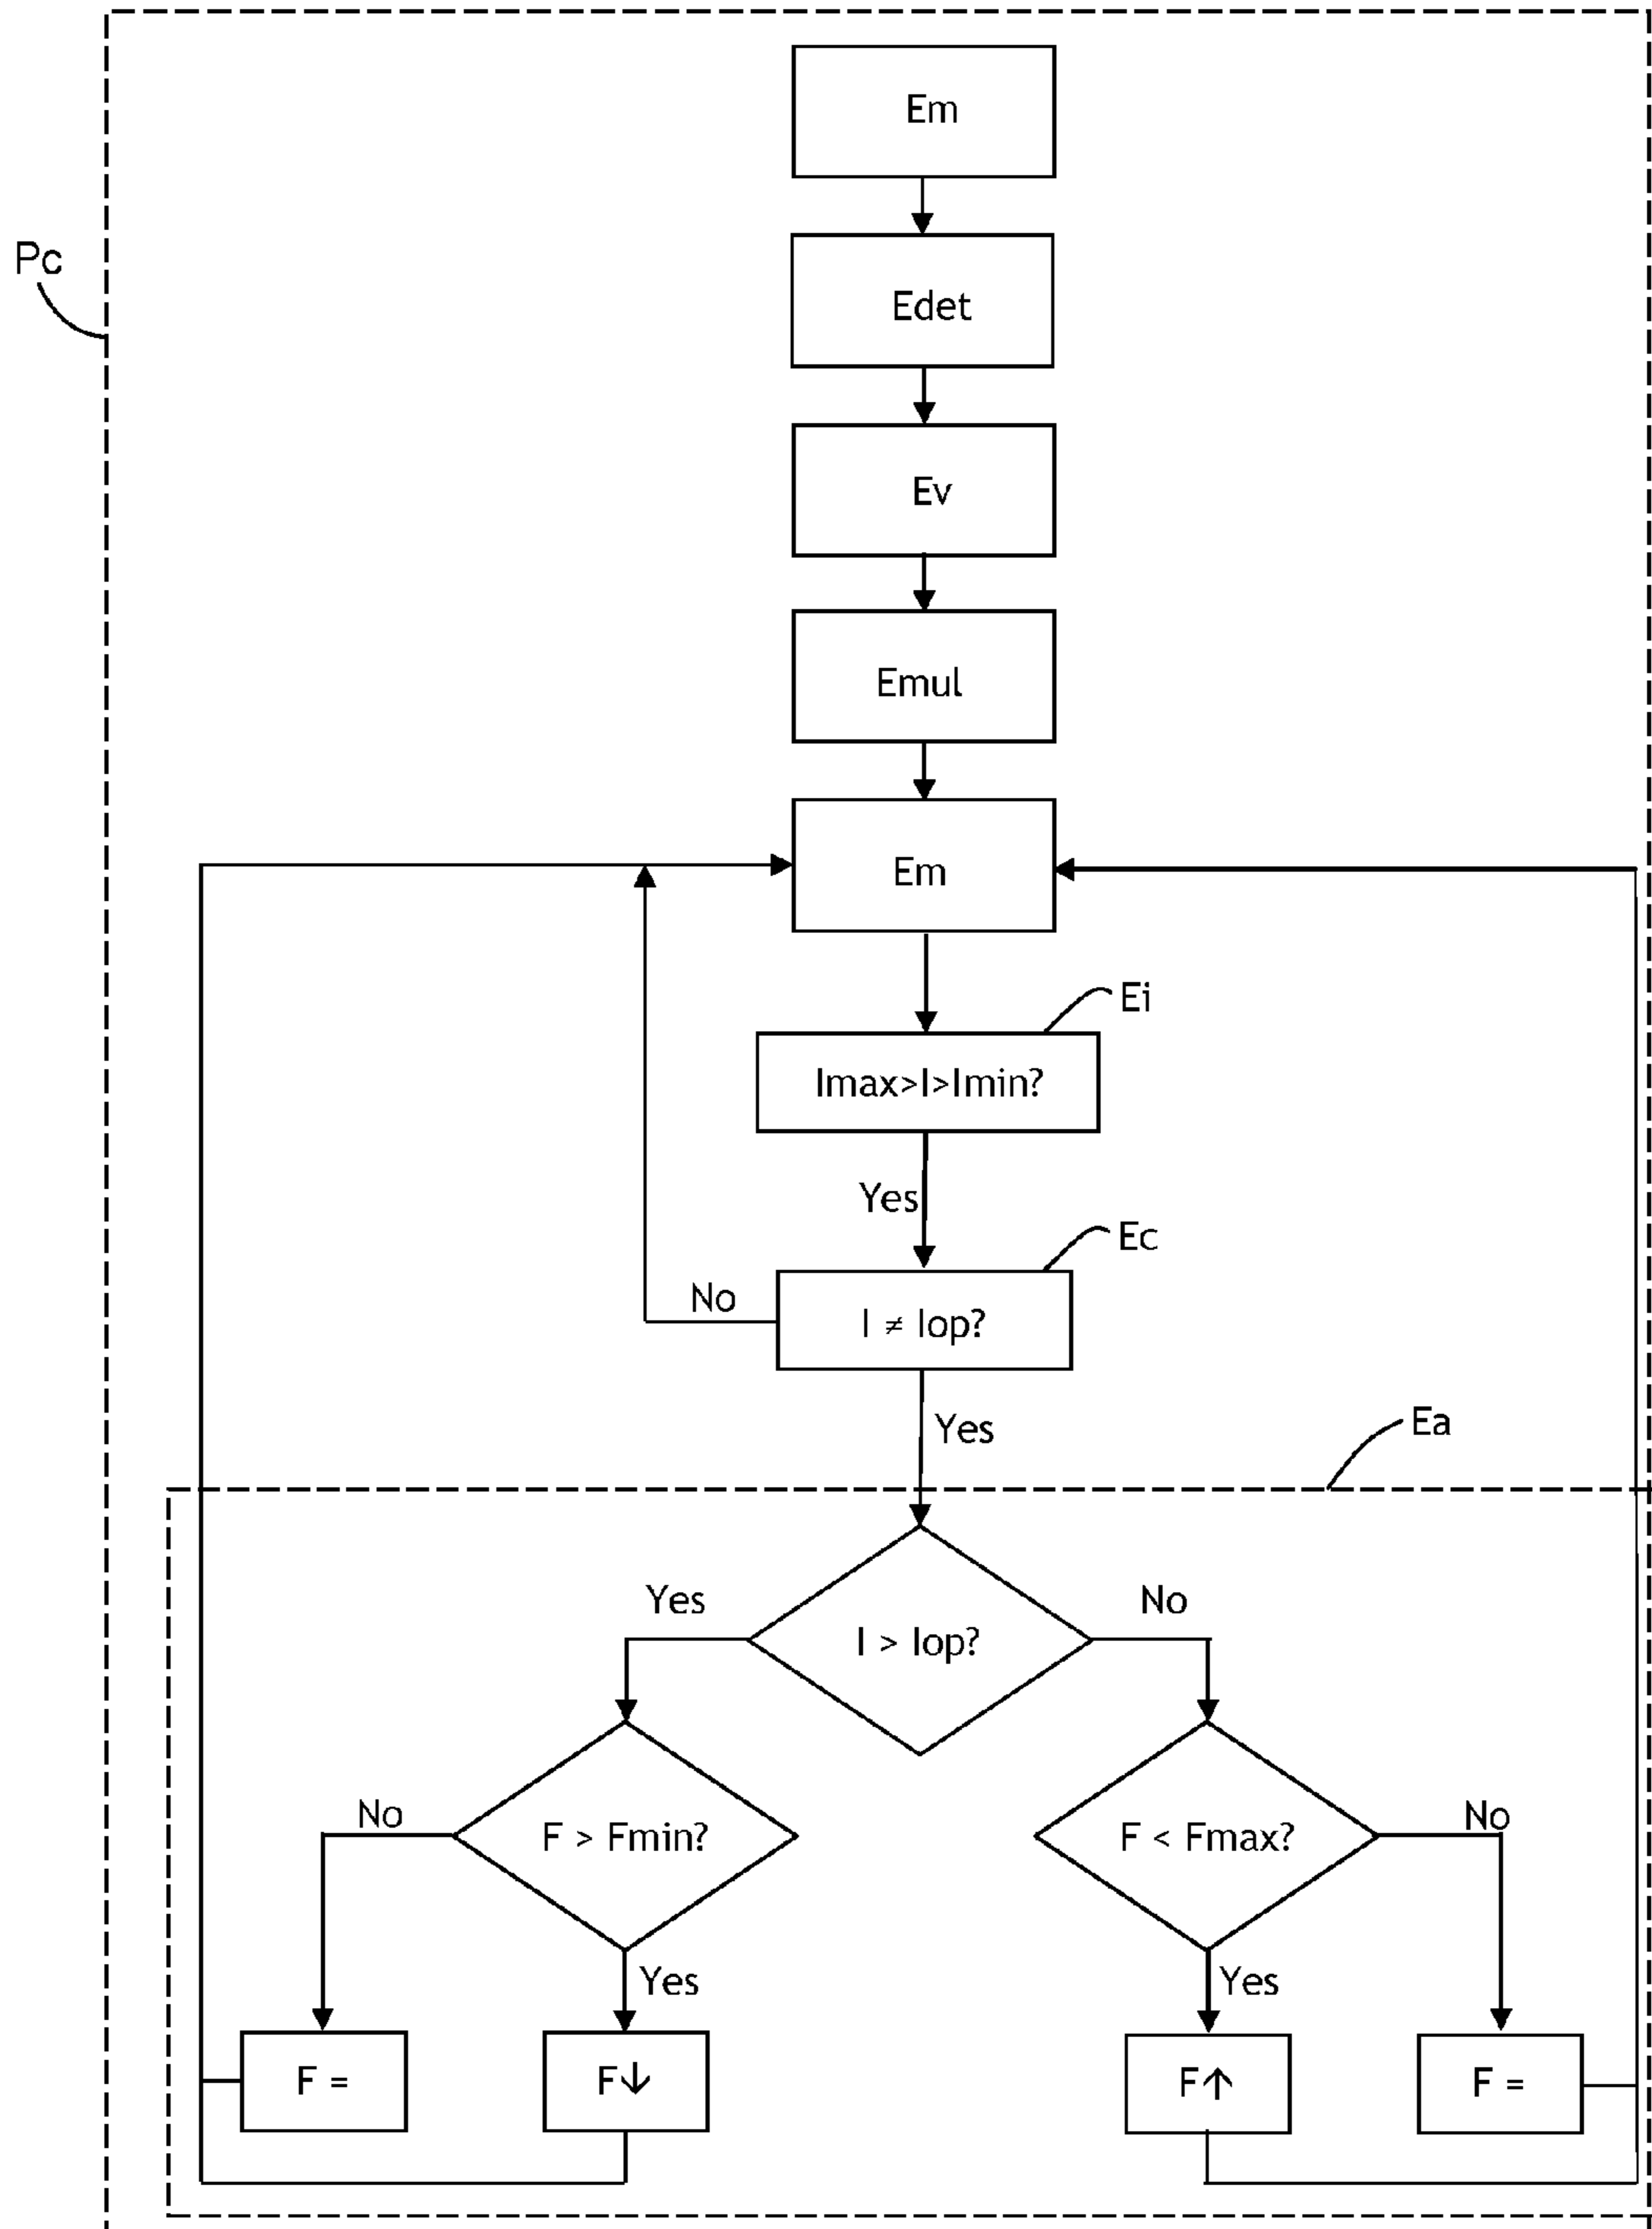 Em
Pc
Edet
Ev
Emul
Em
Ei
Imax>I>Imin?
Yes
Ec
No
I ≠ Iop?
Yes
Ea
Yes
No
I > Iop?
No
F > Fmin?
F < Fmax?
No
Yes
Yes
F =
F↓
F↑
F =